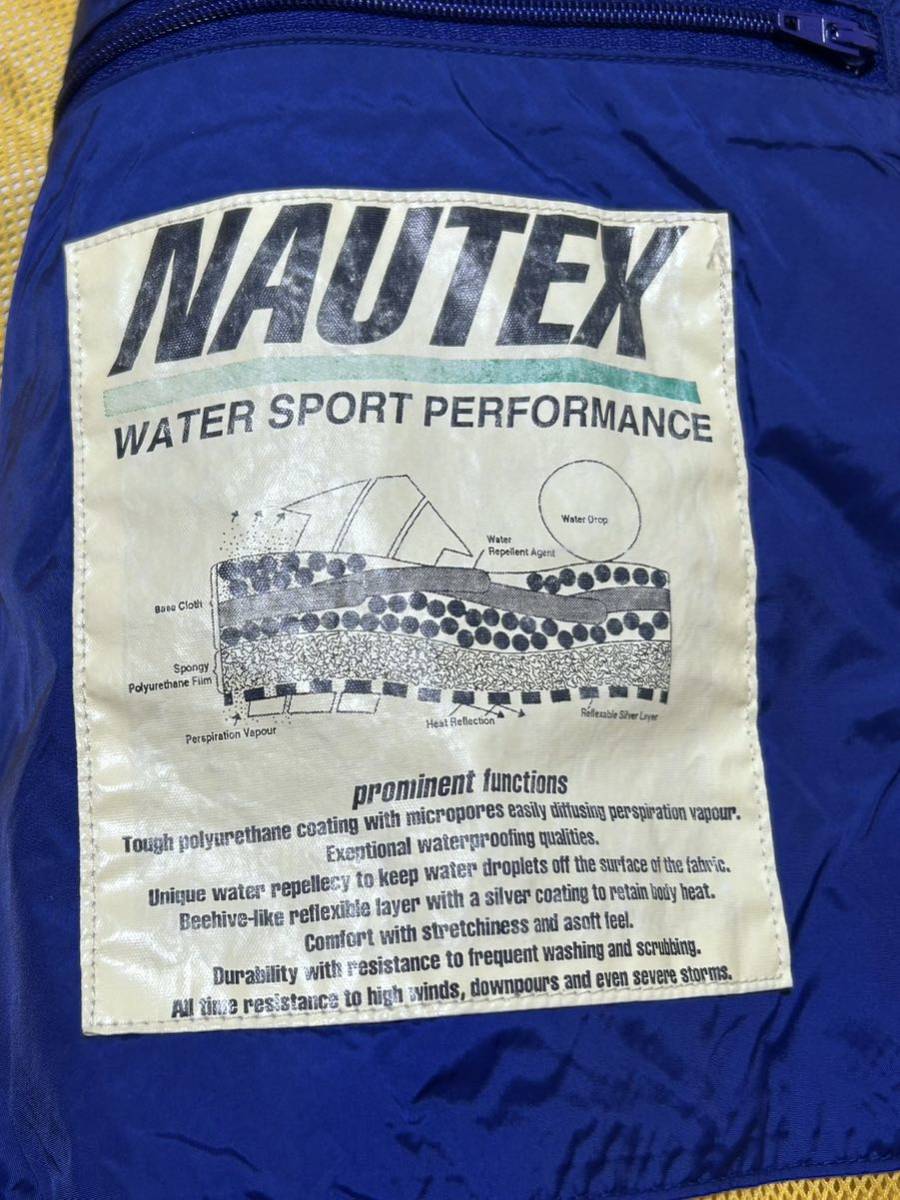 NAUTEX
WATER SPORT PERFORMANCE
Water Drop
Water
Repellent Agent
Base Cloth
Spongy
Polyurethane Film
Perspiration Vapour
Heat Reflection
Reflexable Silver Layer
prominent functions
Tough polyurethane coating with micropores easily diffusing perspiration vapour.
Exeptional waterproofing qualities.
Unique water repellecy to keep water droplets off the surface of the fabric.
Beehive-like reflexible layer with a silver coating to retain body heat.
Comfort with stretchiness and asoft feel.
Durability with resistance to frequent washing and scrubbing.
All time resistance to high winds, downpours and even severe storms.